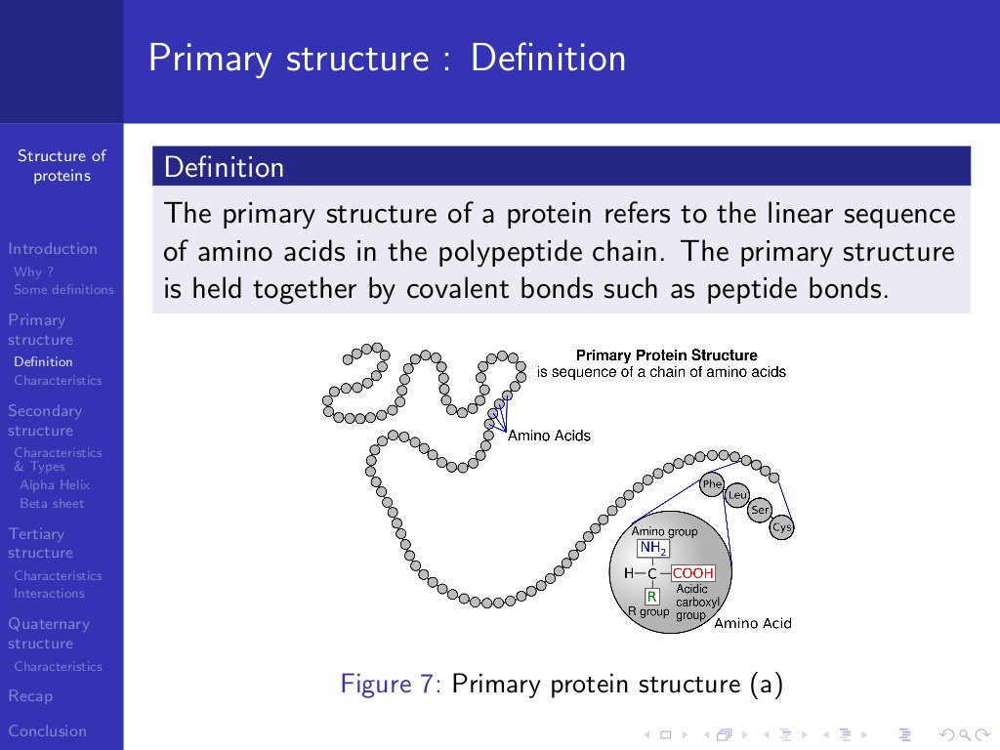 Primary structure : Definition
Structure of
proteins
Introduction
Why ?
Some definitions
Primary
structure
Definition
Characteristics
Secondary
structure
Characteristics
& Types
Alpha Helix
Beta sheet
Tertiary
structure
Characteristics
Interactions
Quaternary
structure
Characteristics
Recap
Conclusion
Definition
The primary structure of a protein refers to the linear sequence
of amino acids in the polypeptide chain. The primary structure
is held together by covalent bonds such as peptide bonds.
Primary Protein Structure
is sequence of a chain of amino acids
Amino Acids
Phe
Leu
Ser
Cys
Amino group
NH2
H C COOH
R
Acidic
carboxyl
group
R group
Amino Acid
Figure 7: Primary protein structure (a)